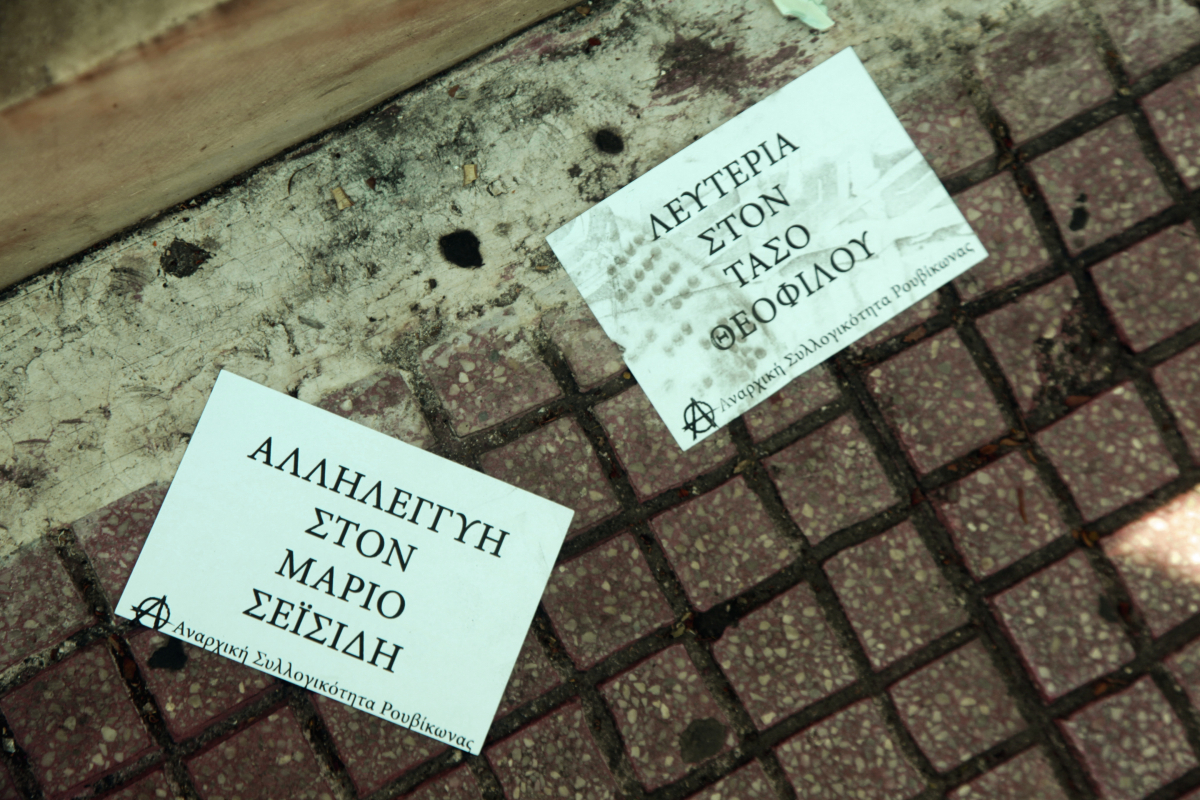 ΛΕΥΤΕΡΙΑ
ΣΤΟΝ
ΤΑΣΟ
ΘΕΟΦΙΛΟΥ
Αναρχική Συλλογικότητα Ρουβίκωνας
ΑΛΛΗΛΕΓΓΥΗ
ΣΤΟΝ
ΜΑΡΙΟ
ΣΕΪΣΙΔΗ
Αναρχική Συλλογικότητα Ρουβίκωνας